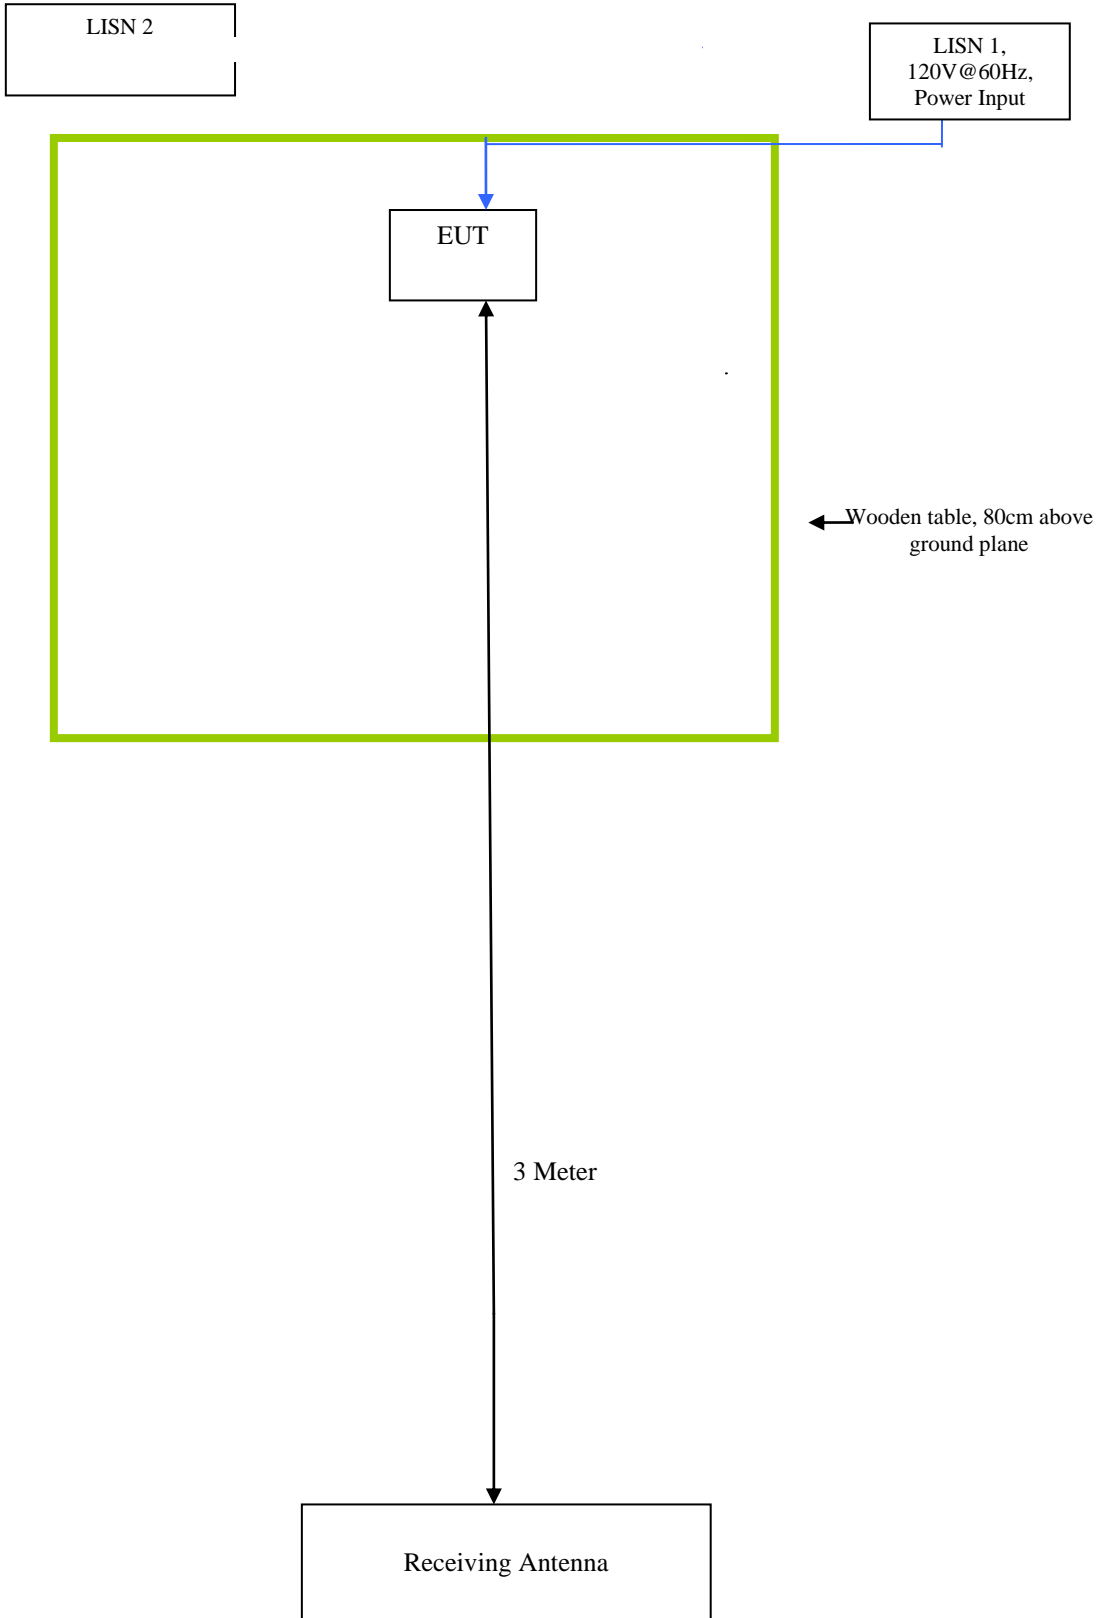 LISN 2
LISN 1,
120V@60Hz,
Power Input
EUT
Wooden table, 80cm above
ground plane
3 Meter
Receiving Antenna